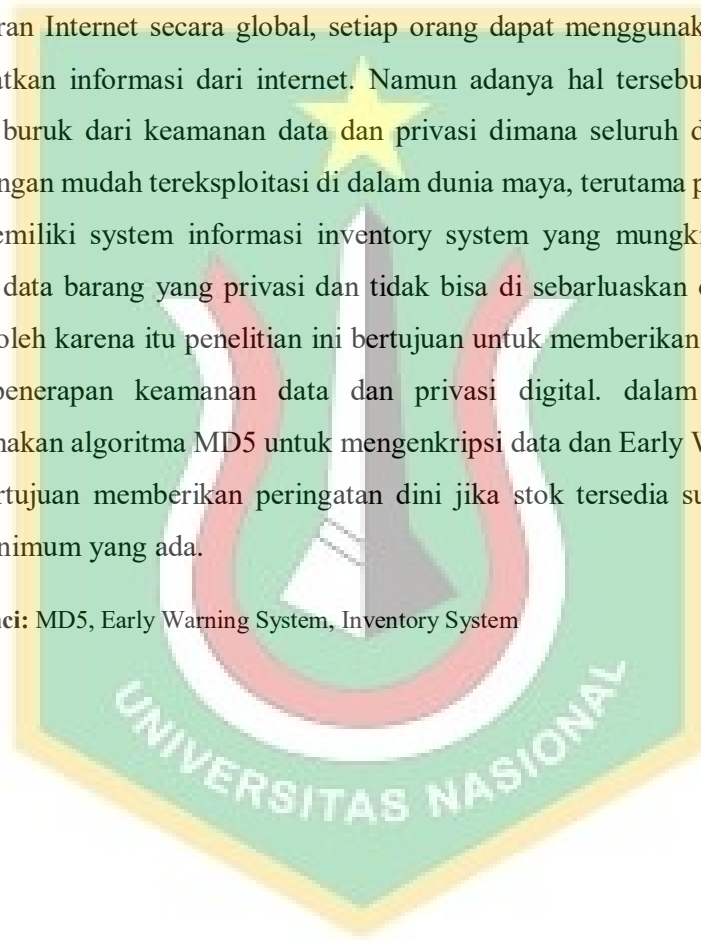 ran Internet secara global, setiap orang dapat menggunak
atkan informasi dari internet. Namun adanya hal tersebu
buruk dari keamanan data dan privasi dimana seluruh d
ngan mudah tereksploitasi di dalam dunia maya, terutama p
emiliki system informasi inventory system yang mungki
data barang yang privasi dan tidak bisa di sebarluaskan
oleh karena itu penelitian ini bertujuan untuk memberikan
penerapan keamanan data dan privasi digital. dalam
nakan algoritma MD5 untuk mengenkripsi data dan Early W
rtujuan memberikan peringatan dini jika stok tersedia su
nimum yang ada.
nci: MD5, Early Warning System, Inventory System
UNIVERSITAS NASIONAL